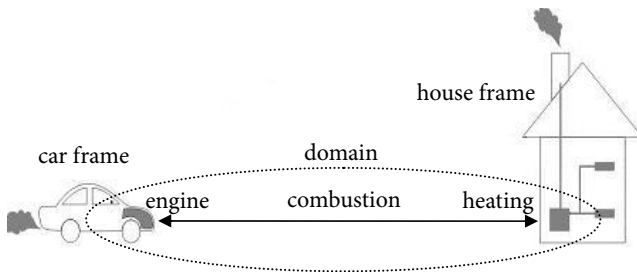 house frame
car frame
domain
engine combustion heating